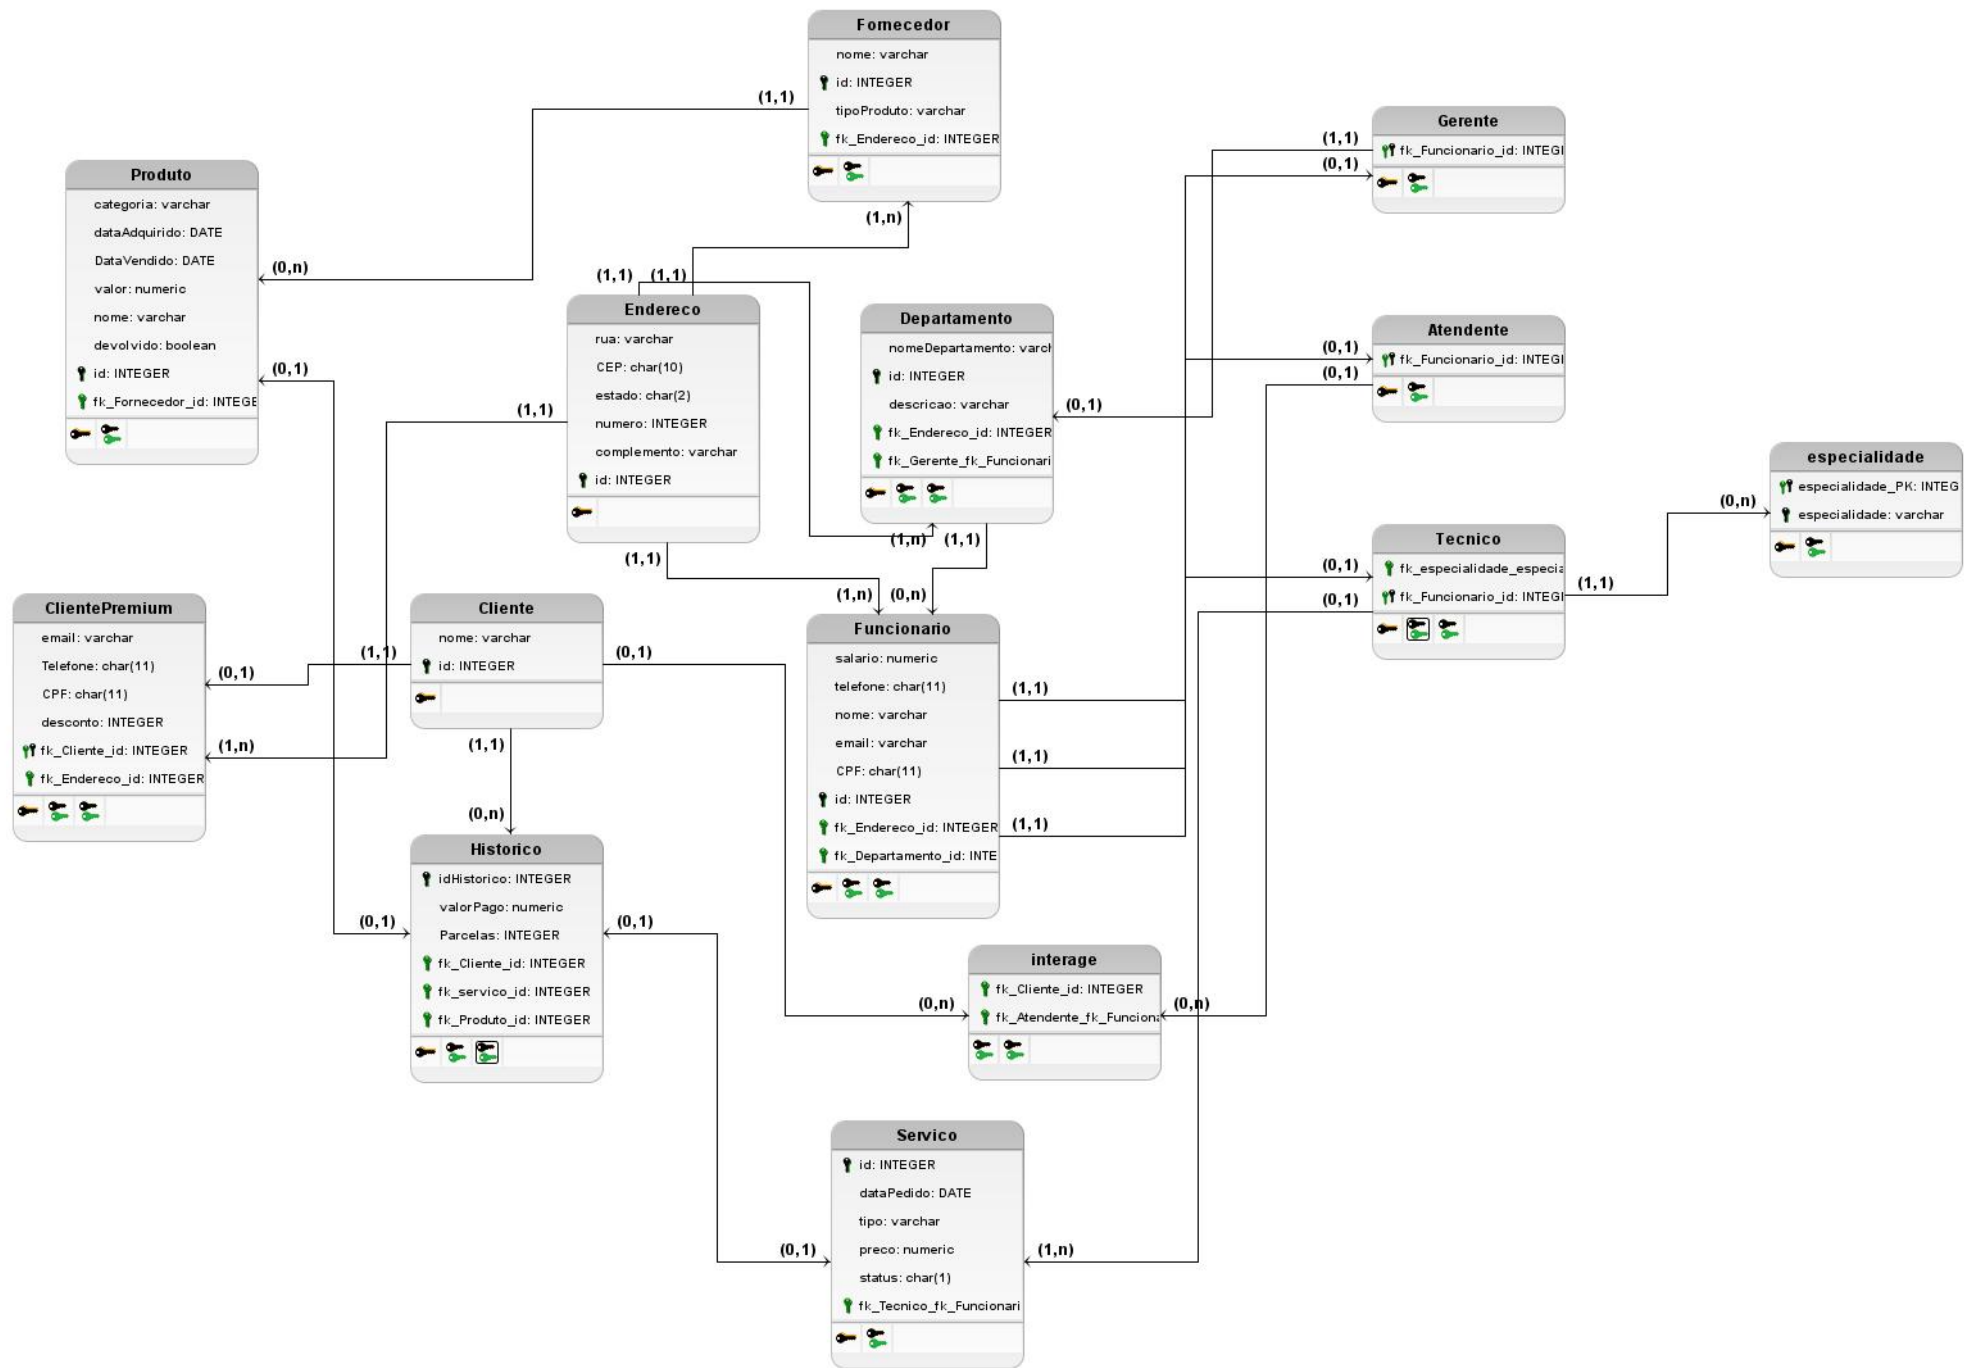 Fornecedor
nome: varchar
id: INTEGER
tipoProduto: varchar
fk_Endereco_id: INTEGER
(1,1)
(1,n)
Produto
categoria: varchar
dataAdquirido: DATE
DataVendido: DATE
valor: numeric
nome: varchar
devolvido: boolean
id: INTEGER
fk_Fornecedor_id: INTEGE
(0,n)
(0,1)
Gerente
fk_Funcionario_id: INTEGI
(1,1)
(0,1)
Endereco
rua: varchar
CEP: char(10)
estado: char(2)
numero: INTEGER
complemento: varchar
id: INTEGER
(1,1)
(1,1)
(1,1)
(1,1)
Departamento
nomeDepartamento: varch
id: INTEGER
descricao: varchar
fk_Endereco_id: INTEGER
fk_Gerente_fk_Funcionari
(0,1)
(1,n)
(1,1)
Atendente
fk_Funcionario_id: INTEGI
(0,1)
(0,1)
especialidade
especialidade_PK: INTEG
especialidade: varchar
(0,n)
Tecnico
fk_especialidade_especia
fk_Funcionario_id: INTEGI
(0,1)
(0,1)
(1,1)
ClientePremium
email: varchar
Telefone: char(11)
CPF: char(11)
desconto: INTEGER
fk_Cliente_id: INTEGER
fk_Endereco_id: INTEGER
(0,1)
(1,n)
Cliente
nome: varchar
id: INTEGER
(1,1)
(0,1)
(1,1)
Funcionario
salario: numeric
telefone: char(11)
nome: varchar
email: varchar
CPF: char(11)
id: INTEGER
fk_Endereco_id: INTEGER
fk_Departamento_id: INTE
(1,n)
(0,n)
(1,1)
(1,1)
(1,1)
Historico
idHistorico: INTEGER
valorPago: numeric
Parcelas: INTEGER
fk_Cliente_id: INTEGER
fk_servico_id: INTEGER
fk_Produto_id: INTEGER
(0,n)
(0,1)
(0,1)
interage
fk_Cliente_id: INTEGER
fk_Atendente_fk_Funciona
(0,n)
(0,n)
Servico
id: INTEGER
dataPedido: DATE
tipo: varchar
preco: numeric
status: char(1)
fk_Tecnico_fk_Funcionari
(0,1)
(1,n)